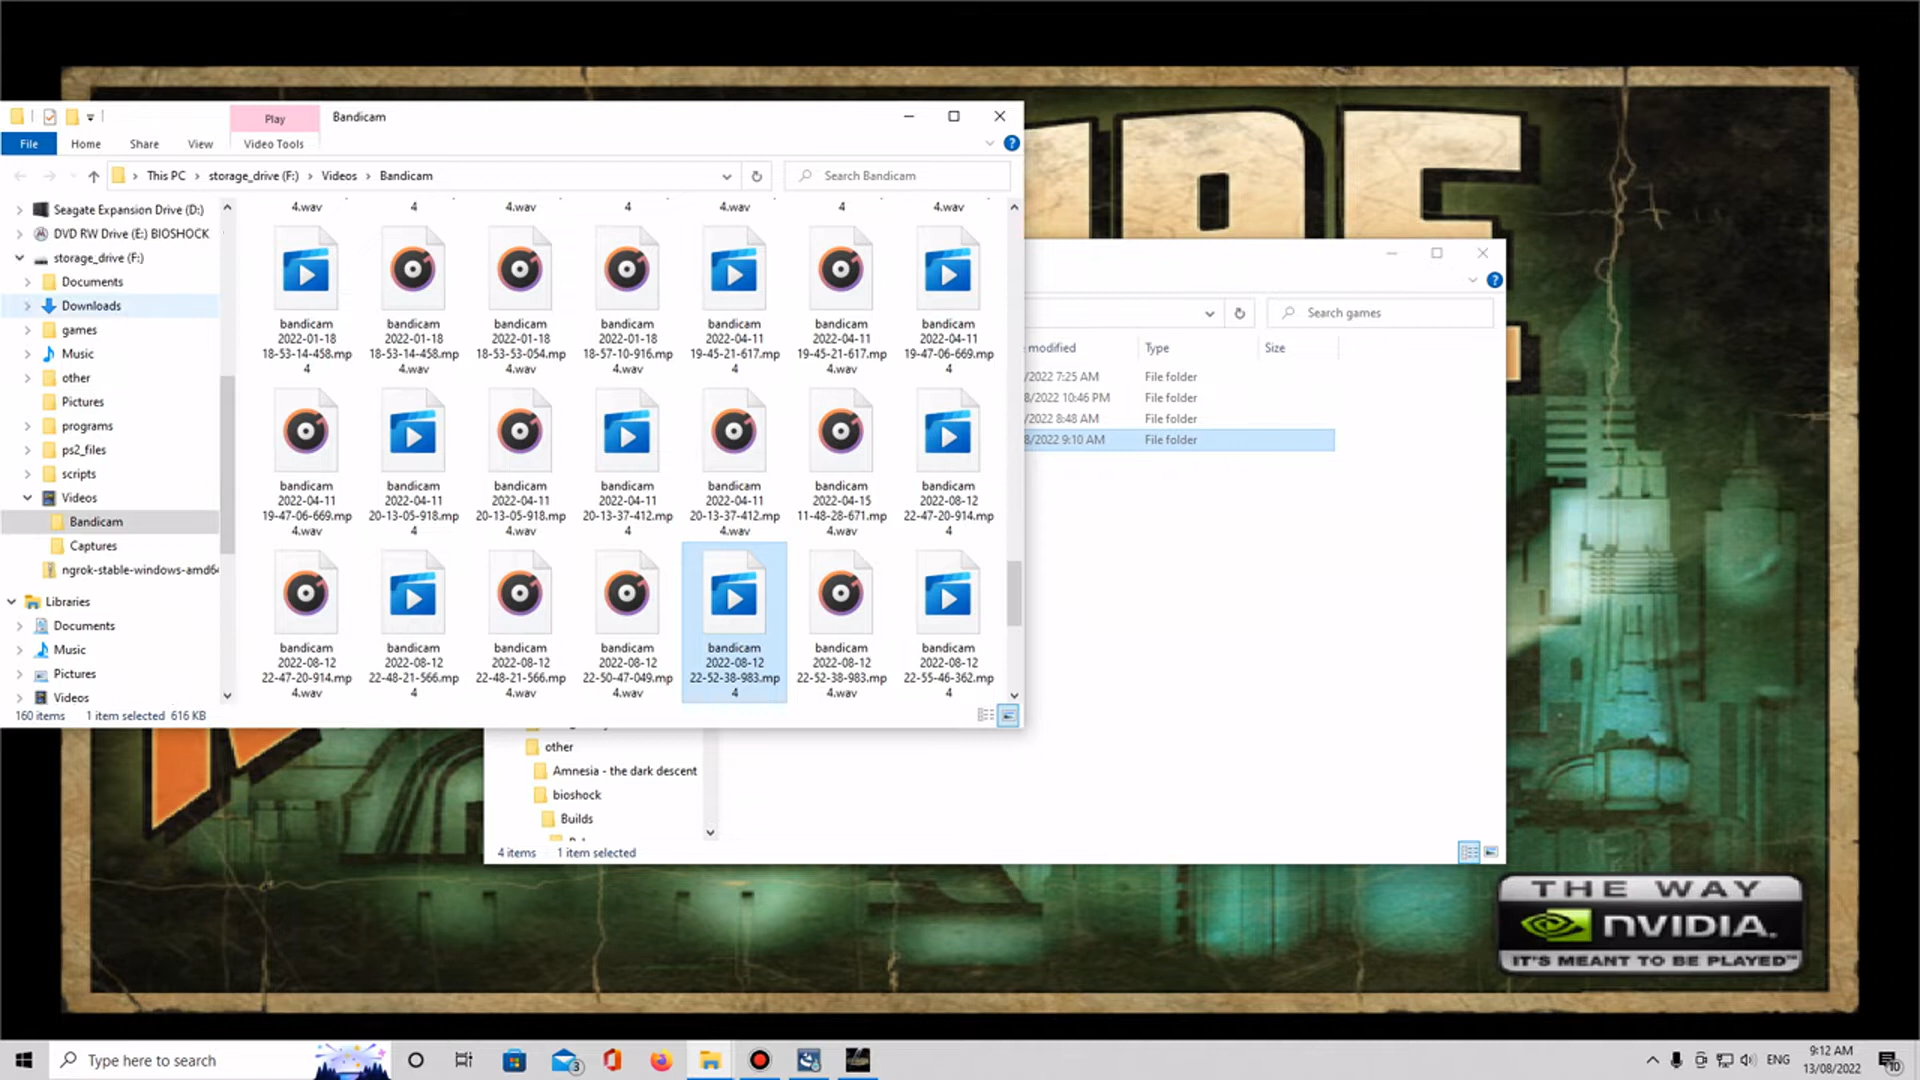 Play
Bandicam
File
Home
Share
View
Video Tools
This PC
storage_drive (F:)
Videos
Bandicam
Search Bandicam
Seagate Expansion Drive (D:)
DVD RW Drive (E:) BIOSHOCK
storage_drive (F:)
Documents
Downloads
games
Music
other
Pictures
programs
ps2_files
scripts
Videos
Bandicam
Captures
ngrok-stable-windows-amd64
Libraries
Documents
Music
Pictures
Videos
4.wav
4
4.wav
4
4.wav
4
4.wav
bandicam
2022-01-18
18-53-14-458.mp
4
bandicam
2022-01-18
18-53-14-458.mp
4.wav
bandicam
2022-01-18
18-53-53-054.mp
4.wav
bandicam
2022-01-18
18-57-10-916.mp
4.wav
bandicam
2022-04-11
19-45-21-617.mp
4
bandicam
2022-04-11
19-45-21-617.mp
4.wav
bandicam
2022-04-11
19-47-06-669.mp
4
bandicam
2022-04-11
19-47-06-669.mp
4.wav
bandicam
2022-04-11
20-13-05-918.mp
4
bandicam
2022-04-11
20-13-05-918.mp
4.wav
bandicam
2022-04-11
20-13-37-412.mp
4
bandicam
2022-04-11
20-13-37-412.mp
4.wav
bandicam
2022-04-15
11-48-28-671.mp
4.wav
bandicam
2022-08-12
22-47-20-914.mp
4
bandicam
2022-08-12
22-47-20-914.mp
4.wav
bandicam
2022-08-12
22-48-21-566.mp
4
bandicam
2022-08-12
22-48-21-566.mp
4.wav
bandicam
2022-08-12
22-50-47-049.mp
4.wav
bandicam
2022-08-12
22-52-38-983.mp
4
bandicam
2022-08-12
22-52-38-983.mp
4.wav
bandicam
2022-08-12
22-55-46-362.mp
4
160 items
1 item selected 616 KB
Search games
modified
Type
Size
/2022 7:25 AM
File folder
8/2022 10:46 PM
File folder
/2022 8:48 AM
File folder
8/2022 9:10 AM
File folder
other
Amnesia - the dark descent
bioshock
Builds
4 items
1 item selected
THE WAY
NVIDIA.
IT'S MEANT TO BE PLAYED™
Type here to search
3
ENG
9:12 AM
13/08/2022
10